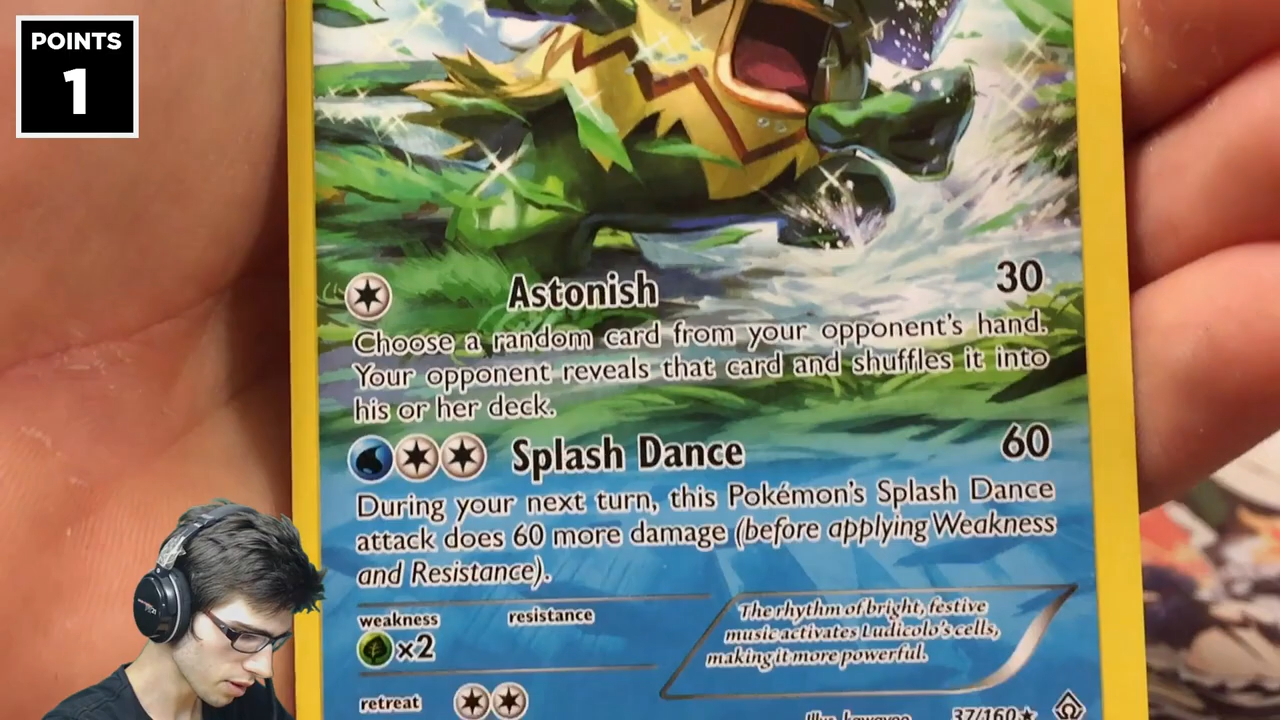 POINTS
1
Astonish 30
Choose a random card from your opponent's hand.
Your opponent reveals that card and shuffles it into
his or her deck.
Splash Dance 60
During your next turn, this Pokémon's Splash Dance
attack does 60 more damage (before applying Weakness
and Resistance).
weakness resistance
×2
The rhythm of bright, festive
music activates Ludicolo's cells,
making it more powerful.
retreat
Illus. kawayoo 37/160